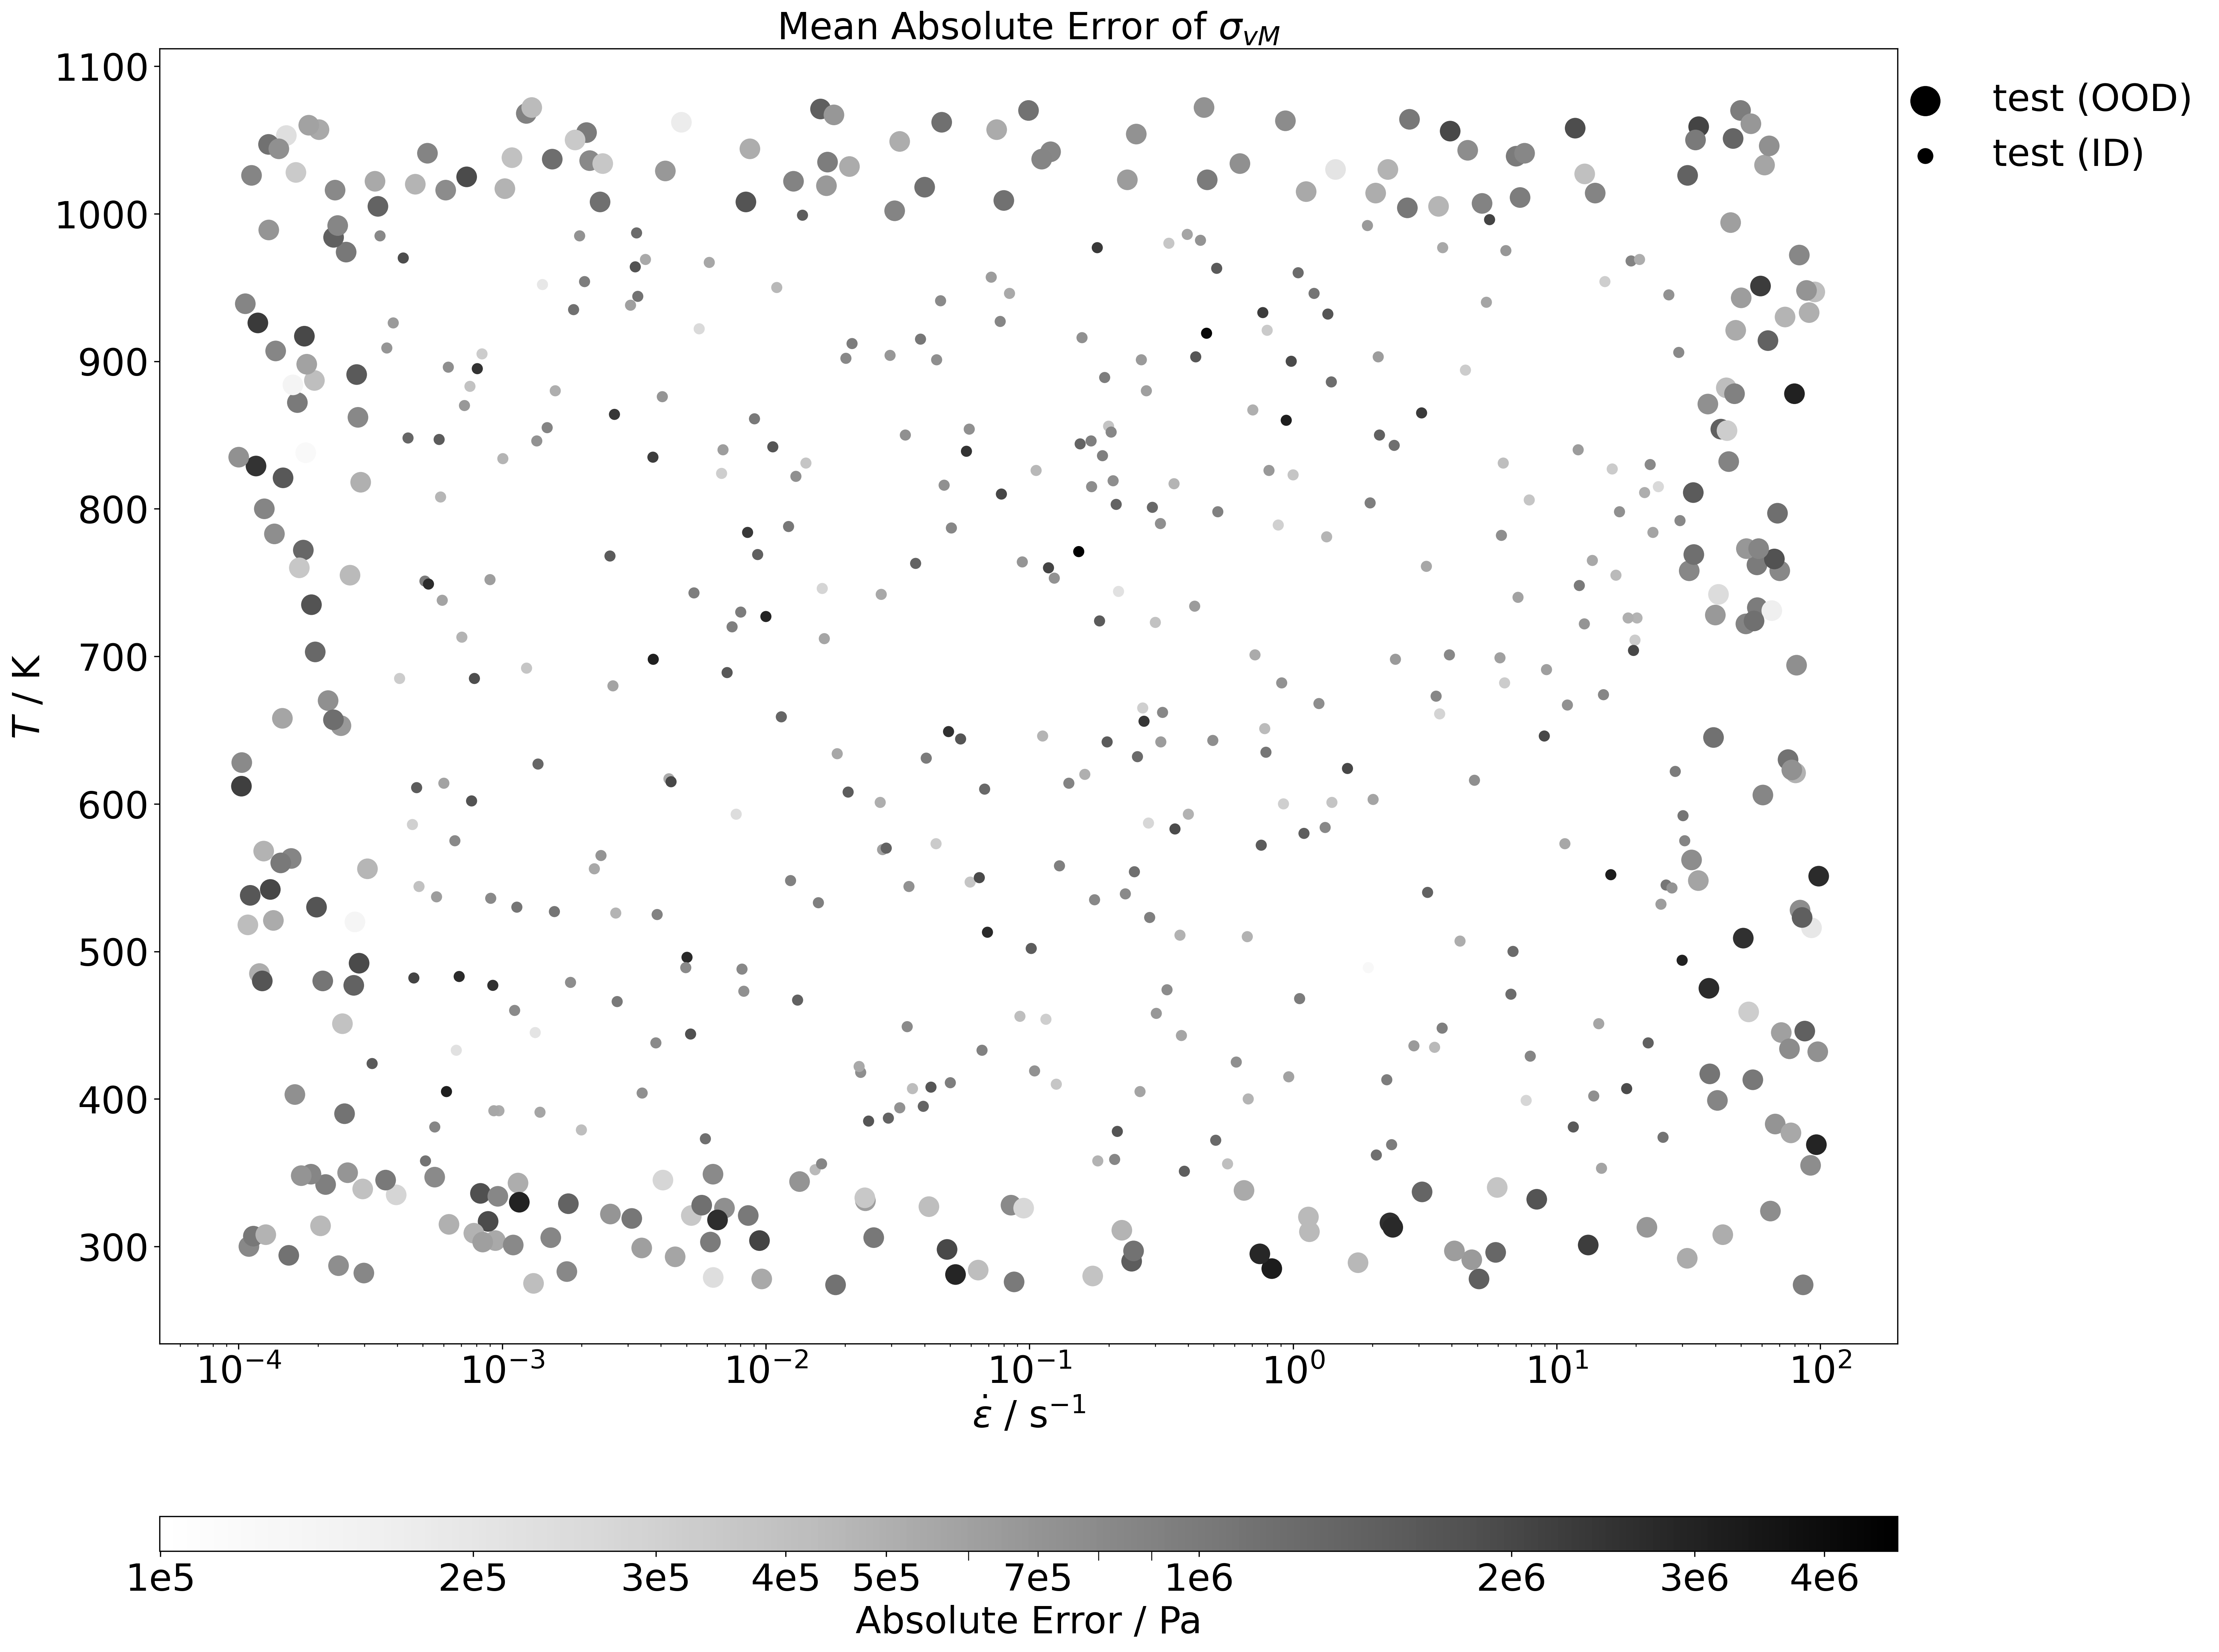 Mean Absolute Error of σvM
1100
1000
900
800
700
600
500
400
300
T / K
10⁻⁴ 10⁻³ 10⁻² 10⁻¹ 10⁰ 10¹ 10²
ε̇ / s⁻¹
test (OOD)
test (ID)
1e5 2e5 3e5 4e5 5e5 7e5 1e6 2e6 3e6 4e6
Absolute Error / Pa